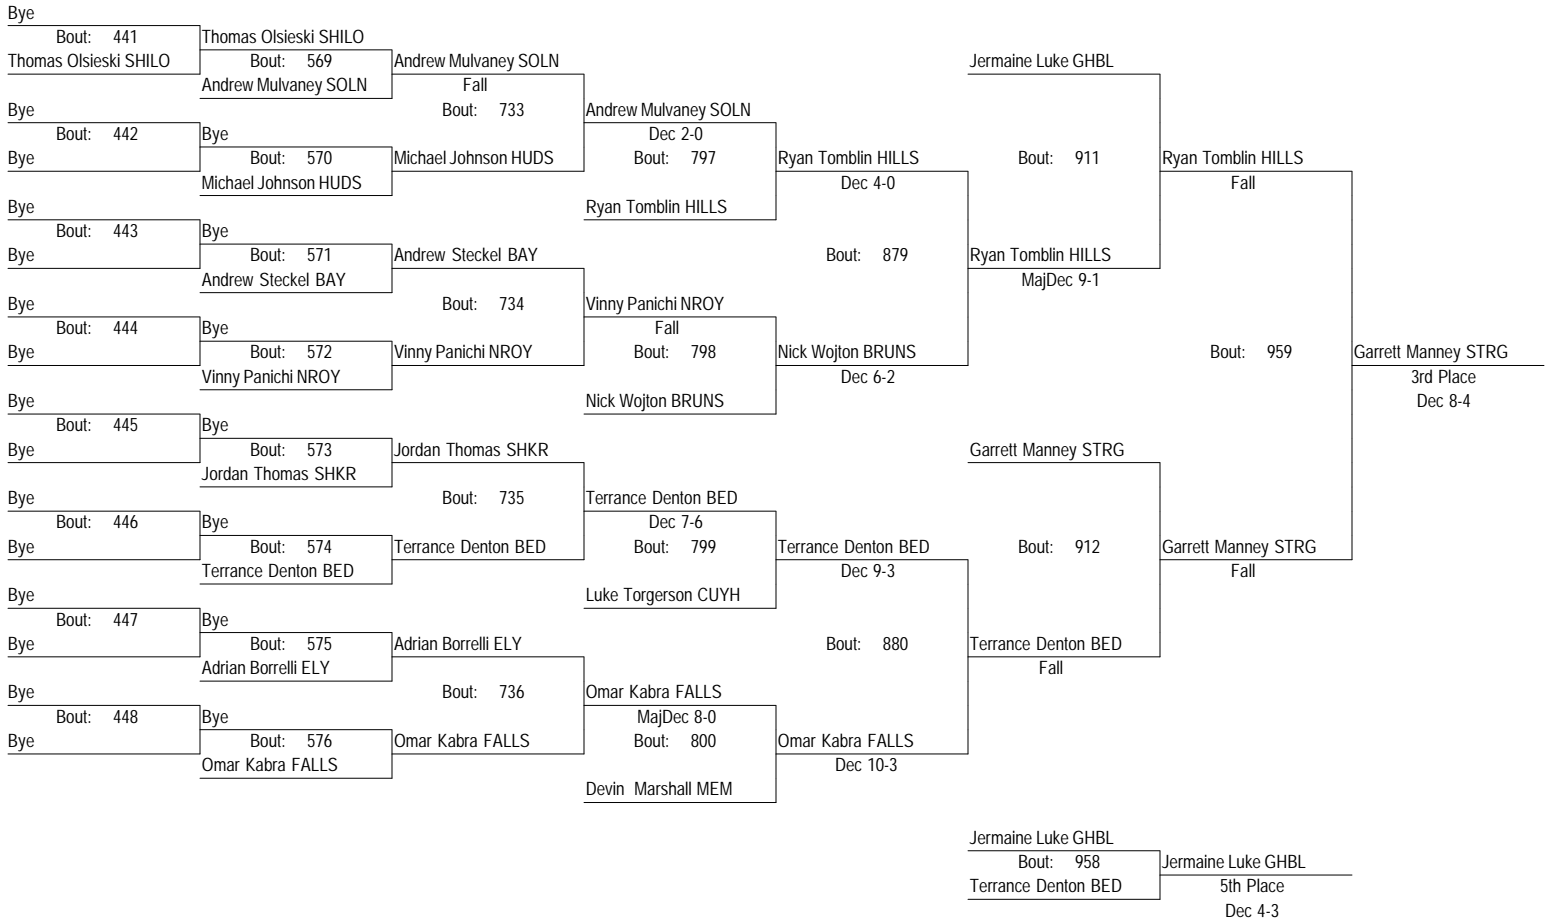 Bye
Bout: 441 Thomas Olsieski SHILO
Thomas Olsieski SHILO Bout: 569 Andrew Mulvaney SOLN Jermaine Luke GHBL
Andrew Mulvaney SOLN Fall
Bye Bout: 733 Andrew Mulvaney SOLN
Bout: 442 Bye Dec 2-0
Bye Bout: 570 Michael Johnson HUDS Bout: 797 Ryan Tomblin HILLS Bout: 911 Ryan Tomblin HILLS
Michael Johnson HUDS Dec 4-0 Fall
Bye Ryan Tomblin HILLS
Bout: 443 Bye
Bye Bout: 571 Andrew Steckel BAY Bout: 879 Ryan Tomblin HILLS
Andrew Steckel BAY MajDec 9-1
Bye Bout: 734 Vinny Panichi NROY
Bout: 444 Bye Fall
Bye Bout: 572 Vinny Panichi NROY Bout: 798 Nick Wojton BRUNS Bout: 959 Garrett Manney STRG
Vinny Panichi NROY Dec 6-2 3rd Place
Bye Nick Wojton BRUNS Dec 8-4
Bout: 445 Bye
Bye Bout: 573 Jordan Thomas SHKR Garrett Manney STRG
Jordan Thomas SHKR
Bye Bout: 735 Terrance Denton BED
Bout: 446 Bye Dec 7-6
Bye Bout: 574 Terrance Denton BED Bout: 799 Terrance Denton BED Bout: 912 Garrett Manney STRG
Terrance Denton BED Dec 9-3 Fall
Bye Luke Torgerson CUYH
Bout: 447 Bye
Bye Bout: 575 Adrian Borrelli ELY Bout: 880 Terrance Denton BED
Adrian Borrelli ELY Fall
Bye Bout: 736 Omar Kabra FALLS
Bout: 448 Bye MajDec 8-0
Bye Bout: 576 Omar Kabra FALLS Bout: 800 Omar Kabra FALLS
Omar Kabra FALLS Dec 10-3
Devin Marshall MEM
Jermaine Luke GHBL
Bout: 958 Jermaine Luke GHBL
Terrance Denton BED 5th Place
Dec 4-3